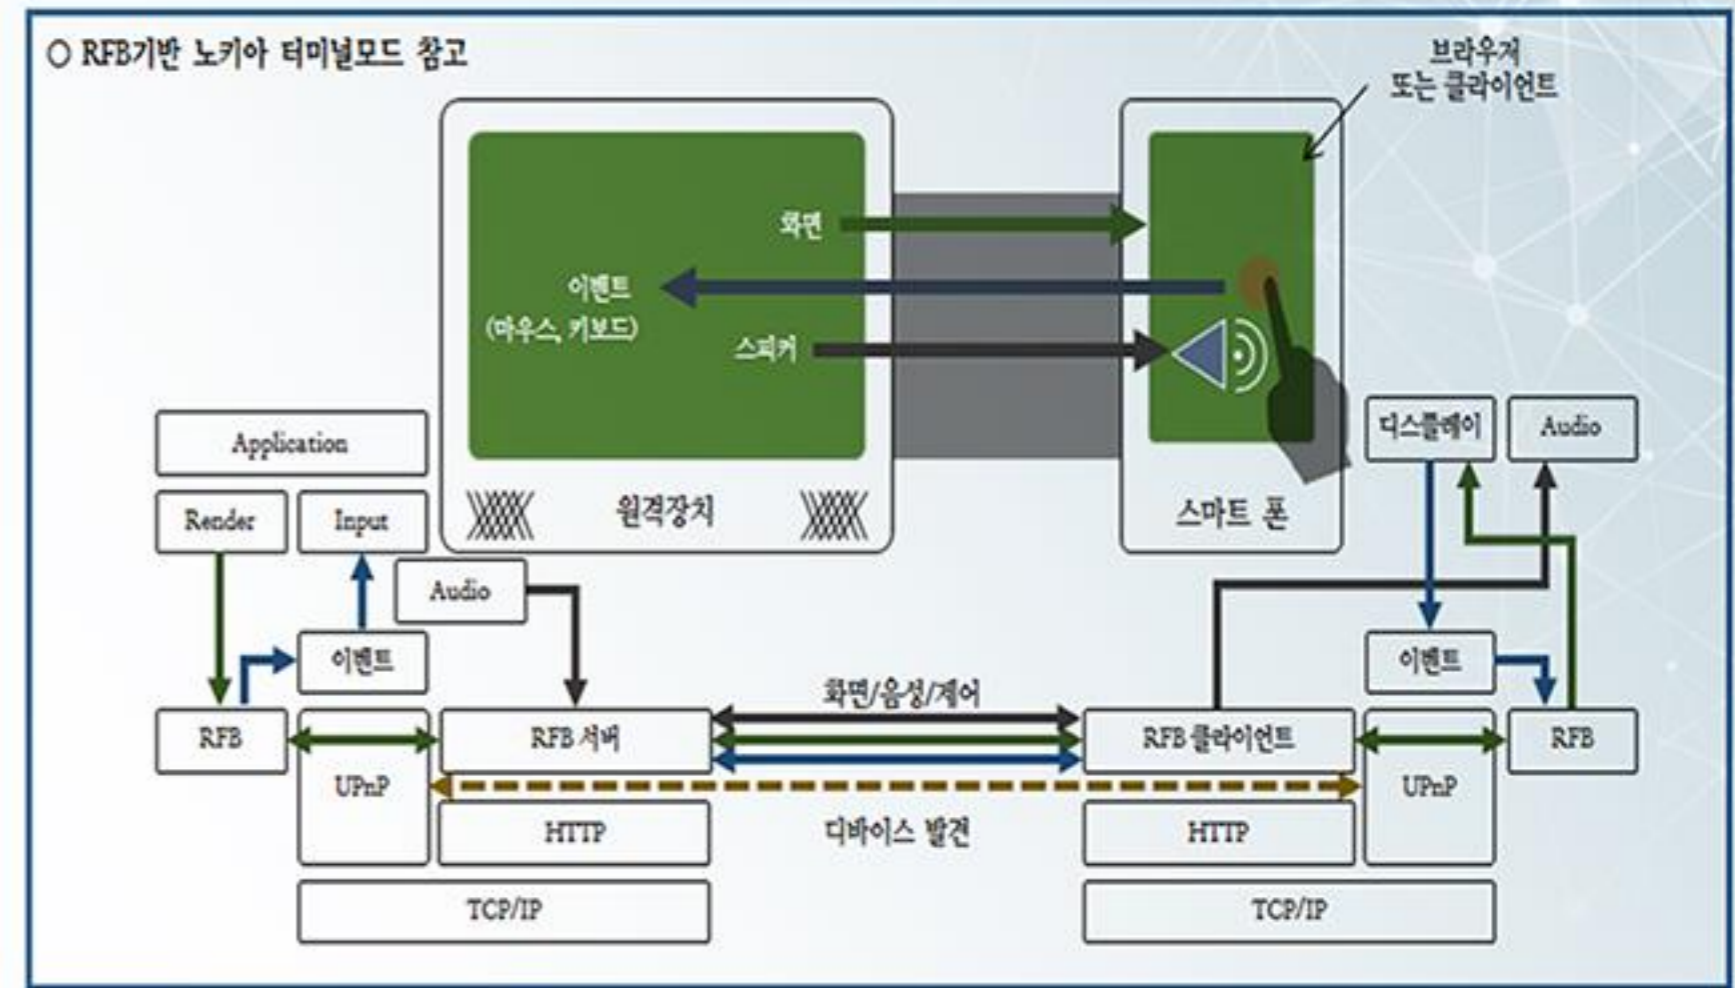 ○ RFB기반 노키아 터미널모드 참고
브라우저
또는 클라이언트
화면
이벤트
(마우스, 키보드)
스피커
원격장치
스마트 폰
디스플레이
Audio
Application
Render
Input
Audio
이벤트
이벤트
화면/음성/제어
RFB
UPnP
RFB 서버
RFB 클라이언트
UPnP
RFB
HTTP
디바이스 발견
HTTP
TCP/IP
TCP/IP